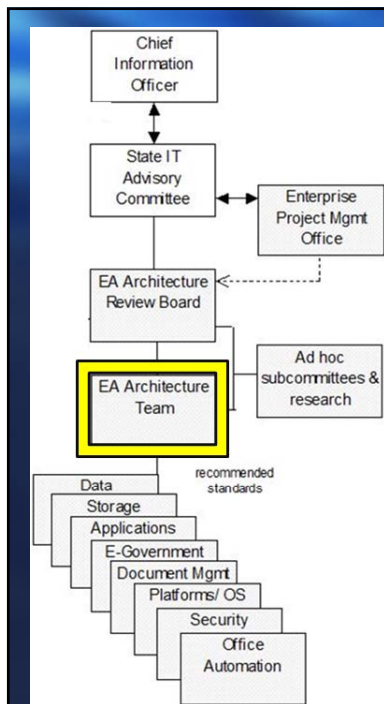 Chief
Information
Officer
State IT
Advisory
Committee
Enterprise
Project Mgmt
Office
EA Architecture
Review Board
Ad hoc
subcommittees &
research
EA Architecture
Team
recommended
standards
Data
Storage
Applications
E-Government
Document Mgmt
Platforms/ OS
Security
Office
Automation